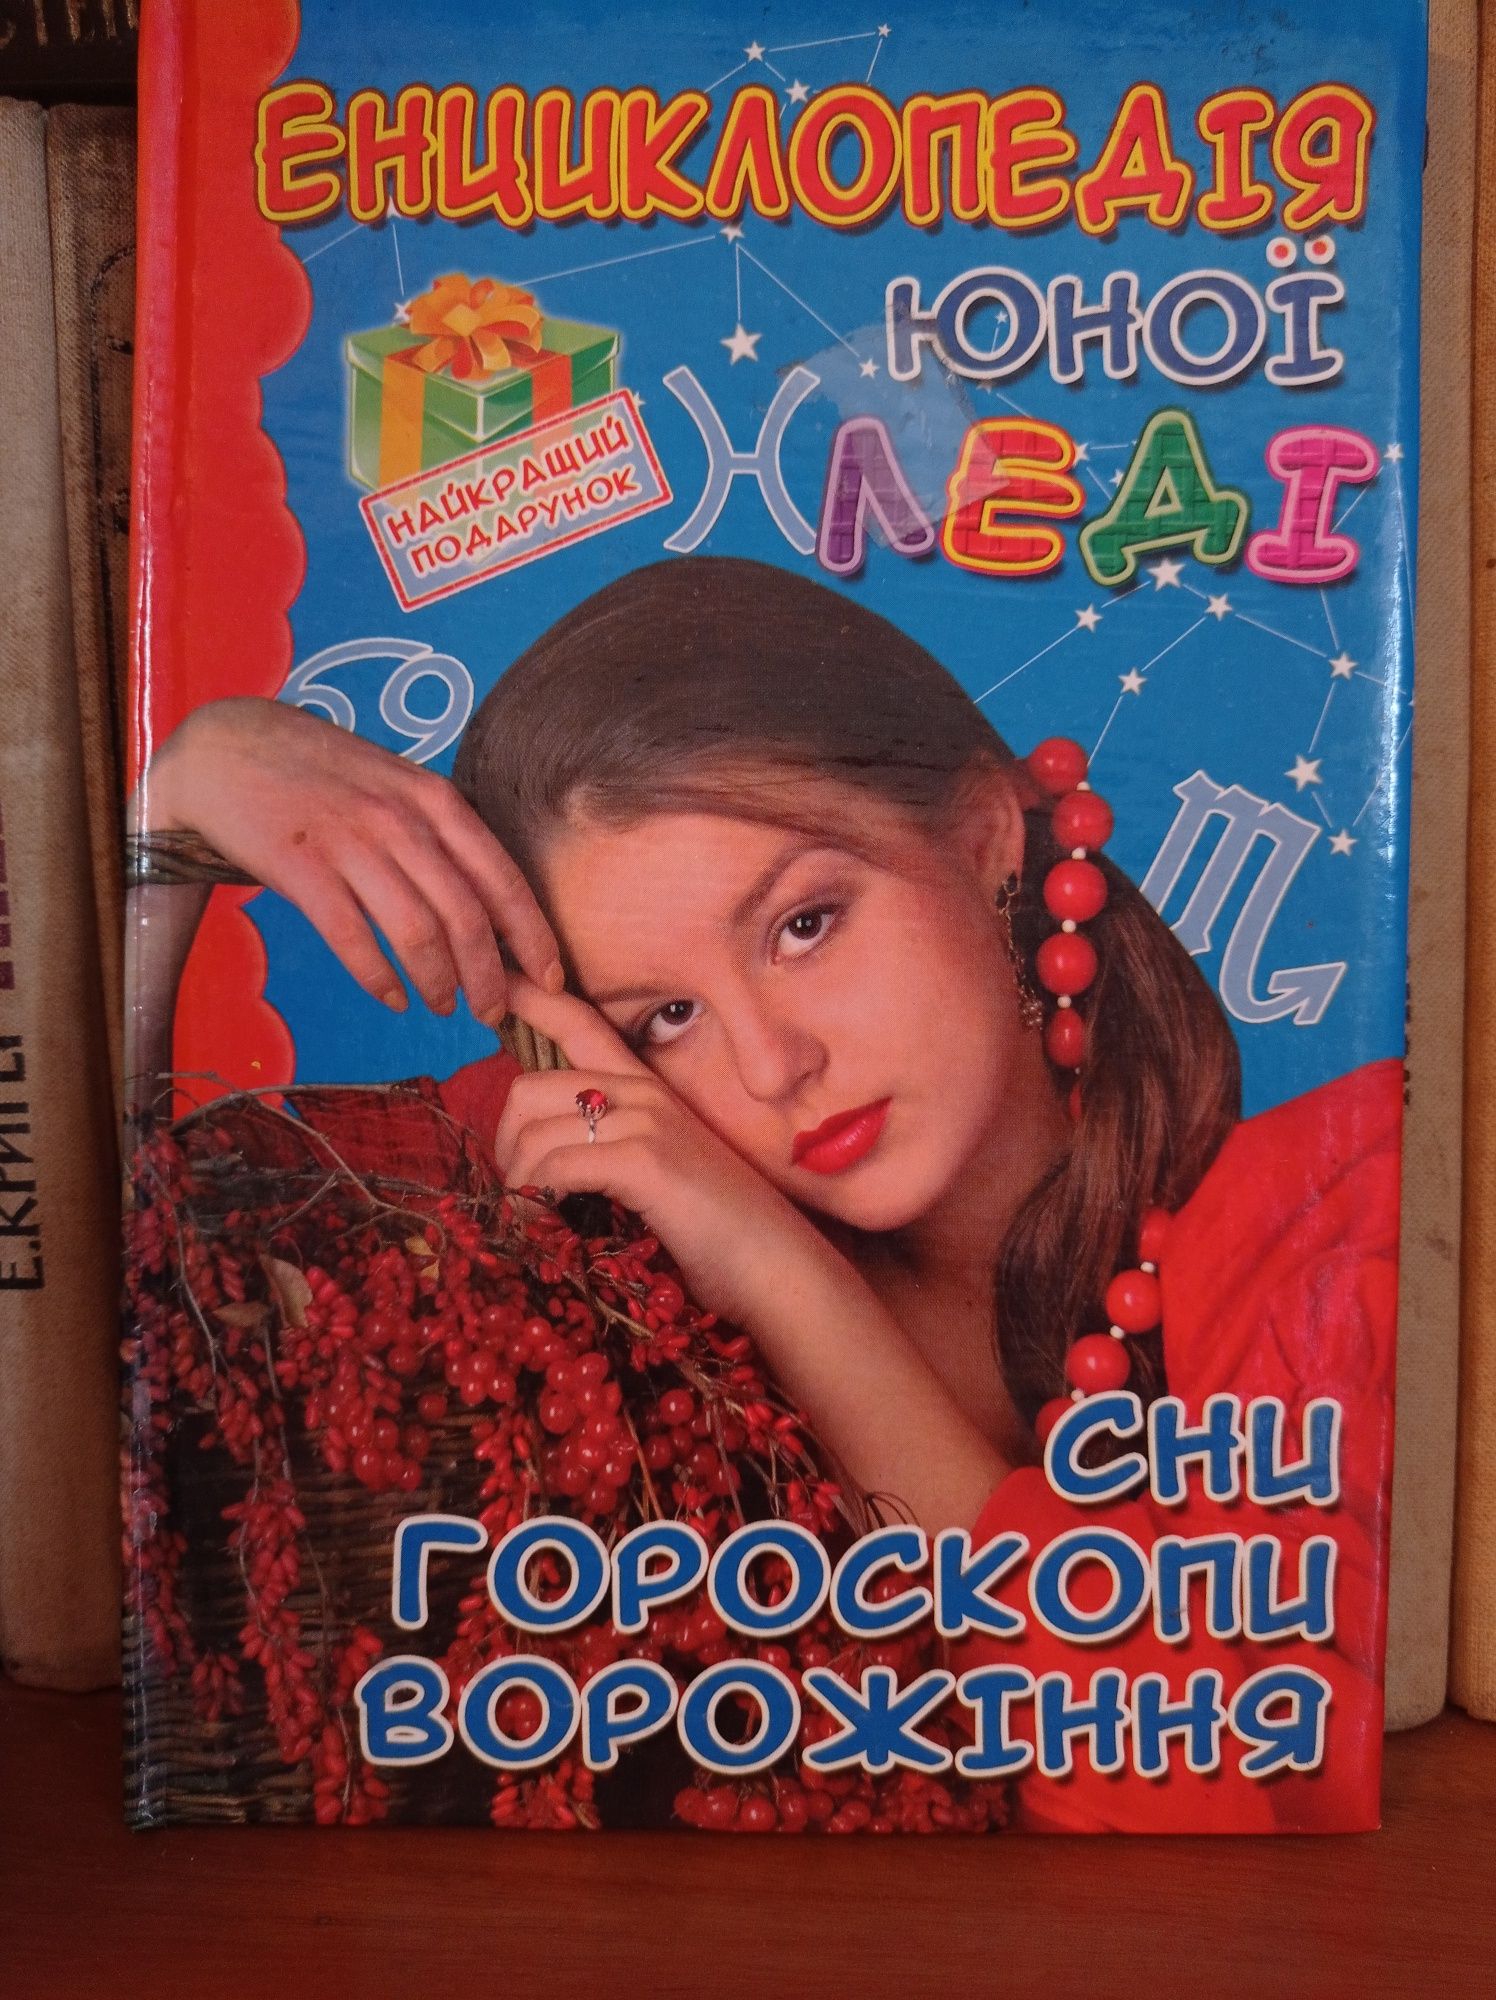 ЕНЦИКЛОПЕДІЯ
ЮНОЇ
ЛЕДІ
НАЙКРАЩИЙ
ПОДАРУНОК
СНИ
ГОРОСКОПИ
ВОРОЖІННЯ